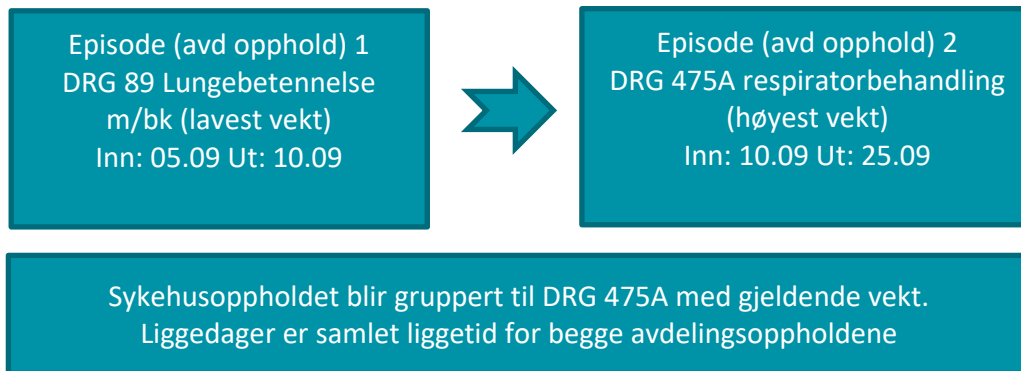 Episode (avd opphold) 1
DRG 89 Lungebetennelse
m/bk (lavest vekt)
Inn: 05.09 Ut: 10.09
Episode (avd opphold) 2
DRG 475A respiratorbehandling
(høyest vekt)
Inn: 10.09 Ut: 25.09
Sykehusoppholdet blir gruppert til DRG 475A med gjeldende vekt.
Liggedager er samlet liggetid for begge avdelingsoppholdene